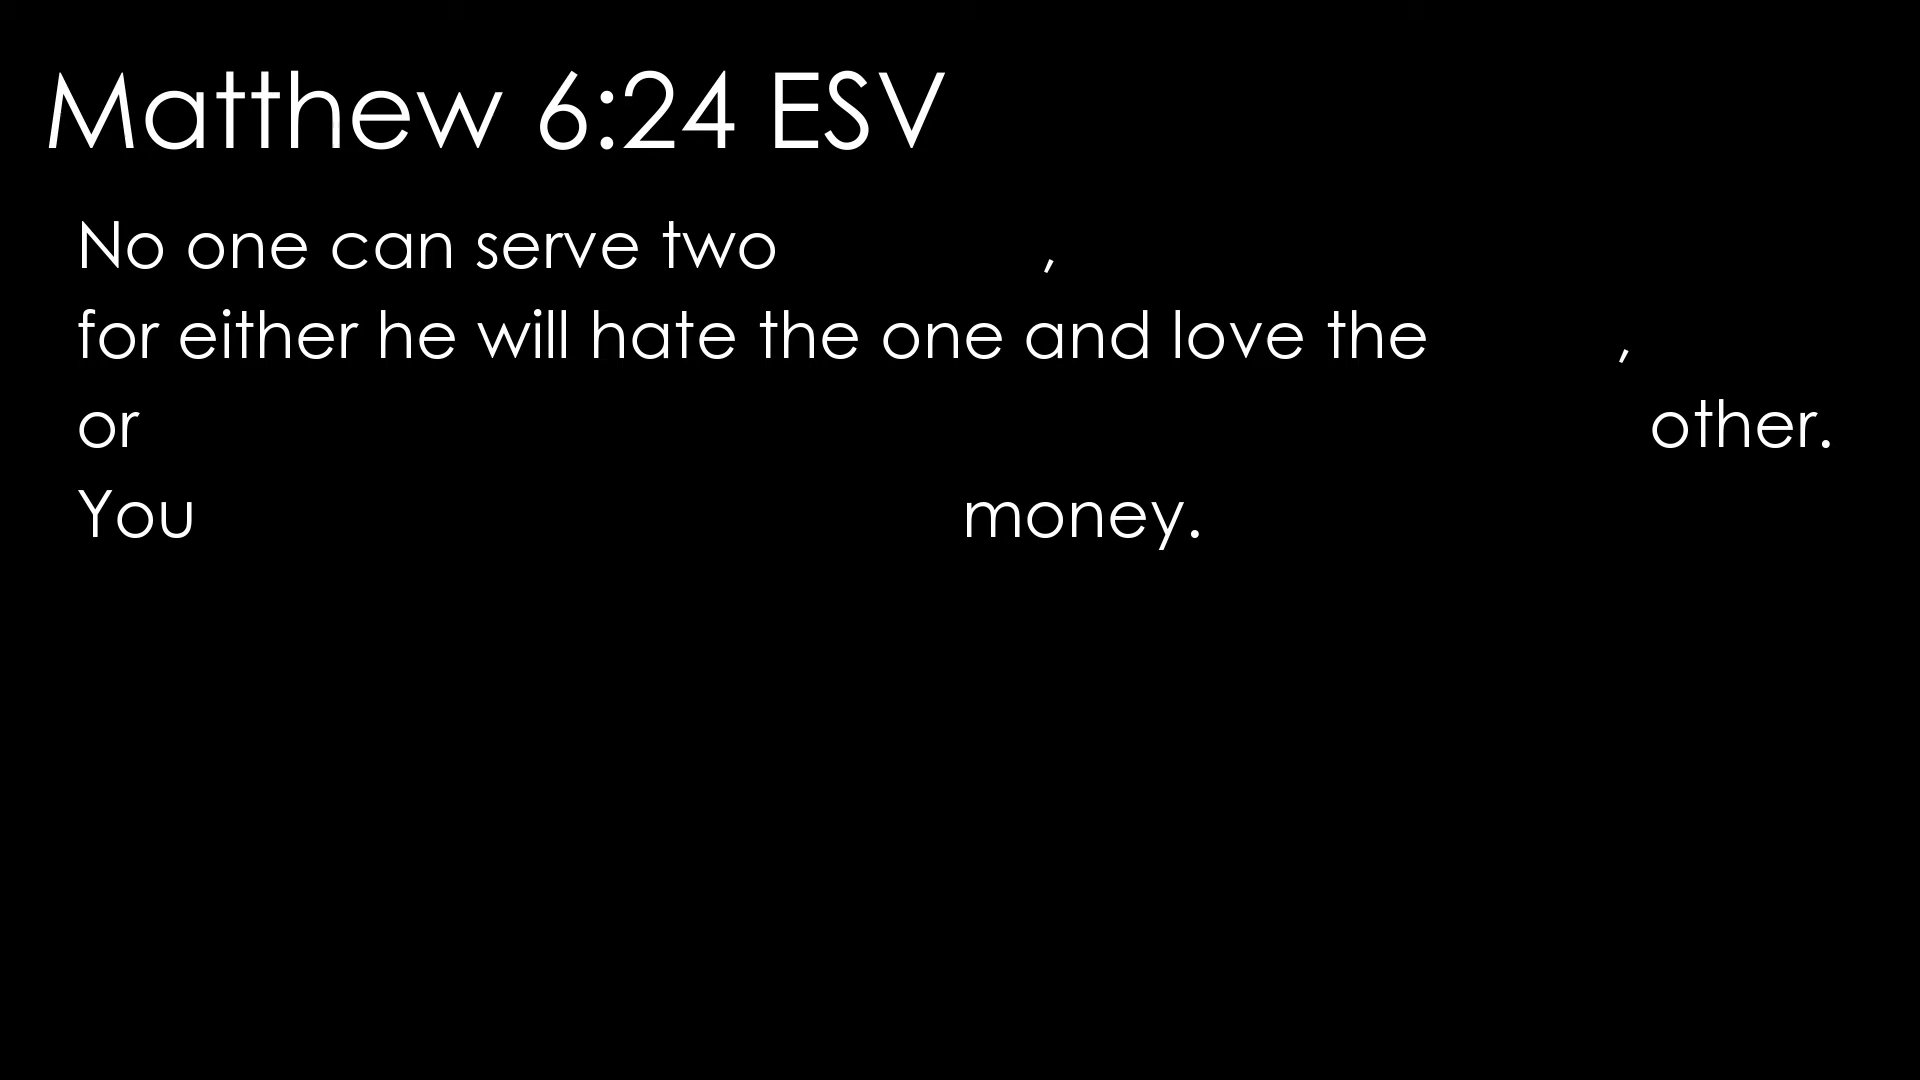 Matthew 6:24 ESV
No one can serve two ,
for either he will hate the one and love the ,
or other.
You money.